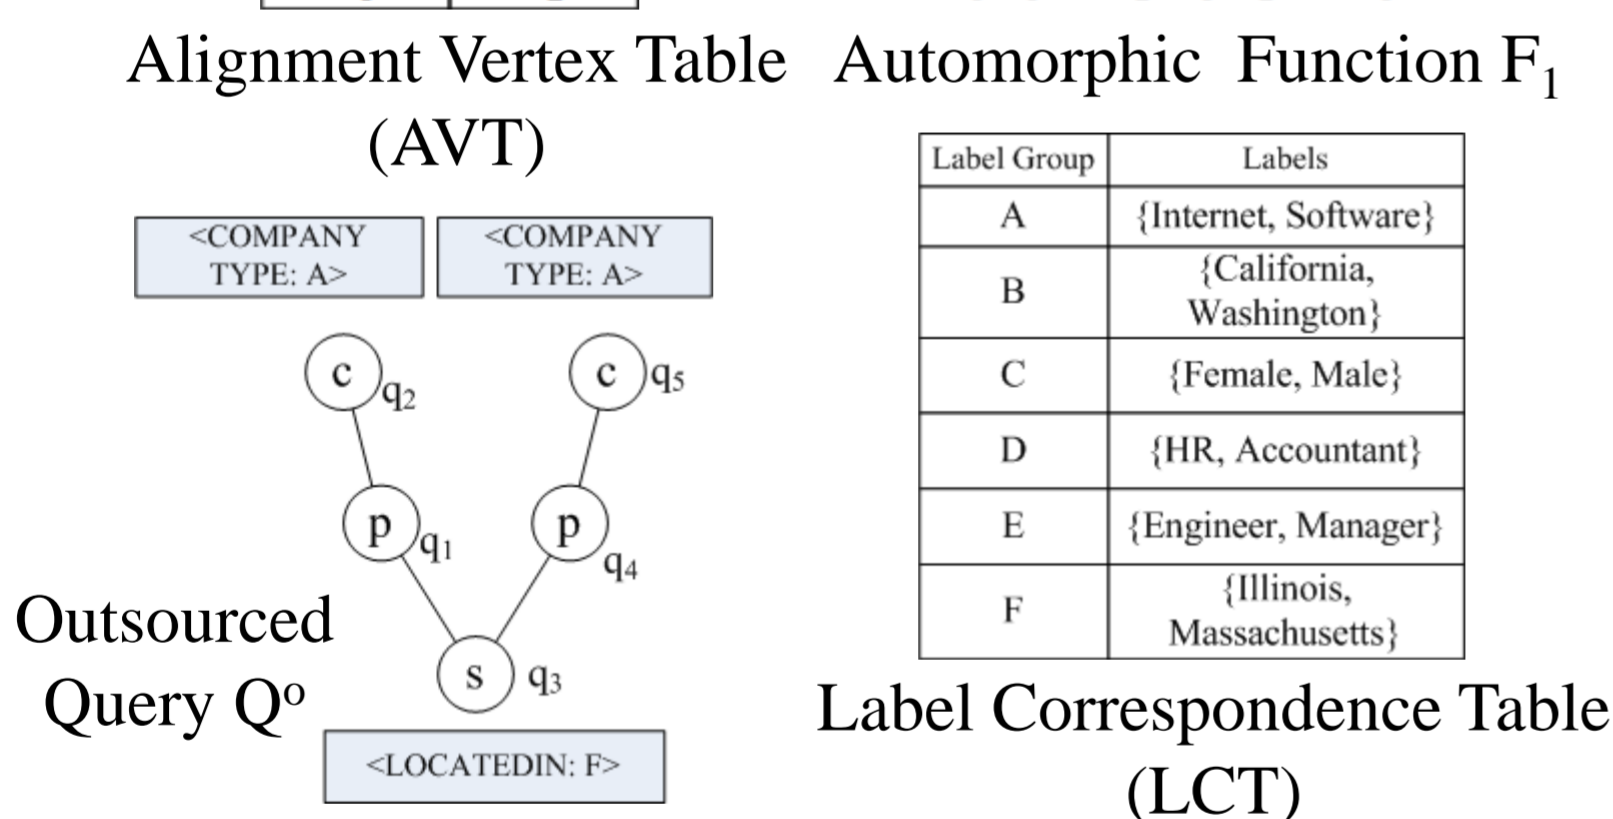 Alignment Vertex Table
(AVT)
Automorphic Function F1
<COMPANY
TYPE: A>
<COMPANY
TYPE: A>
c
q2
c
q5
p
q1
p
q4
s
q3
<LOCATEDIN: F>
Outsourced
Query Qo
Label Group Labels
A {Internet, Software}
B {California,
Washington}
C {Female, Male}
D {HR, Accountant}
E {Engineer, Manager}
F {Illinois,
Massachusetts}
Label Correspondence Table
(LCT)